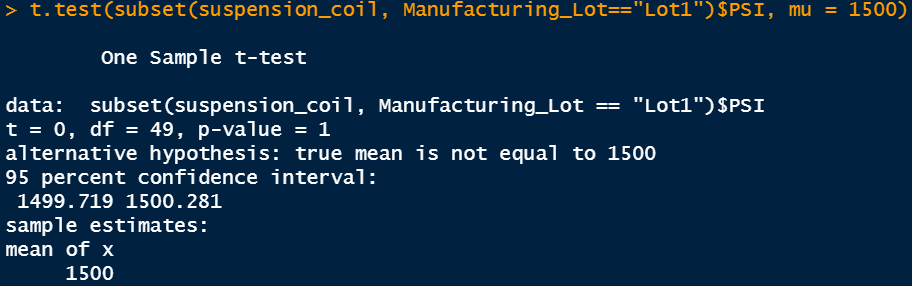 > t.test(subset(suspension_coil, Manufacturing_Lot=="Lot1")$PSI, mu = 1500)
One Sample t-test
data:  subset(suspension_coil, Manufacturing_Lot == "Lot1")$PSI
t = 0, df = 49, p-value = 1
alternative hypothesis: true mean is not equal to 1500
95 percent confidence interval:
1499.719 1500.281
sample estimates:
mean of x
1500